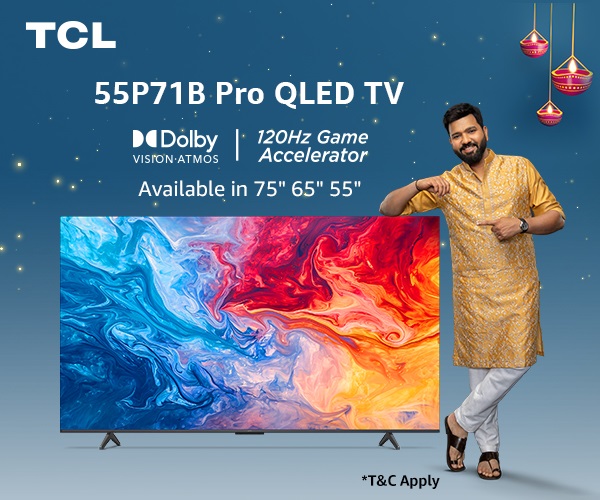 TCL
55P71B Pro QLED TV
Dolby
VISION·ATMOS
120Hz Game
Accelerator
Available in 75" 65" 55"
*T&C Apply